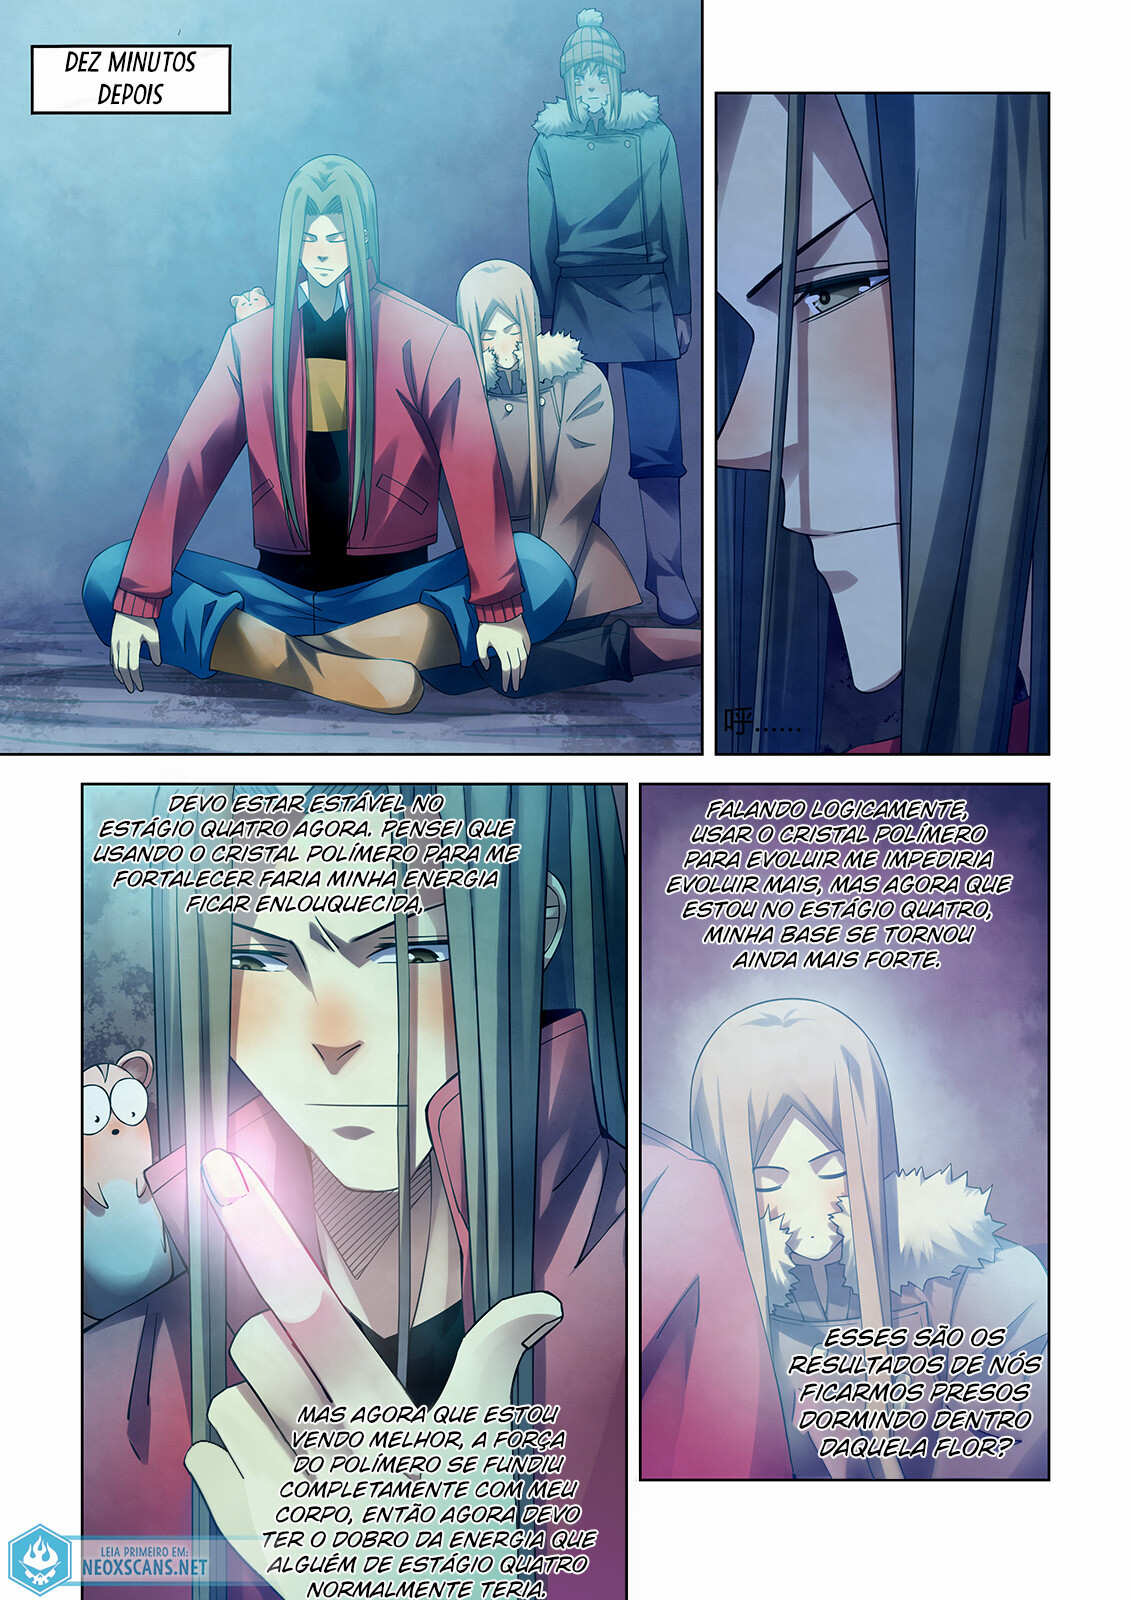 DEZ MINUTOS
DEPOIS
呼……
DEVO ESTAR ESTÁVEL NO
ESTÁGIO QUATRO AGORA. PENSEI QUE
USANDO O CRISTAL POLÍMERO PARA ME
FORTALECER FARIA MINHA ENERGIA
FICAR ENLOUQUECIDA,
MAS AGORA QUE ESTOU
VENDO MELHOR, A FORÇA
DO POLÍMERO SE FUNDIU
COMPLETAMENTE COM MEU
CORPO, ENTÃO AGORA DEVO
TER O DOBRO DA ENERGIA QUE
ALGUÉM DE ESTÁGIO QUATRO
NORMALMENTE TERIA.
FALANDO LOGICAMENTE,
USAR O CRISTAL POLÍMERO
PARA EVOLUIR ME IMPEDIRIA
EVOLUIR MAIS, MAS AGORA QUE
ESTOU NO ESTÁGIO QUATRO,
MINHA BASE SE TORNOU
AINDA MAIS FORTE.
ESSES SÃO OS
RESULTADOS DE NÓS
FICARMOS PRESOS
DORMINDO DENTRO
DAQUELA FLOR?
LEIA PRIMEIRO EM:
NEOXSCANS.NET